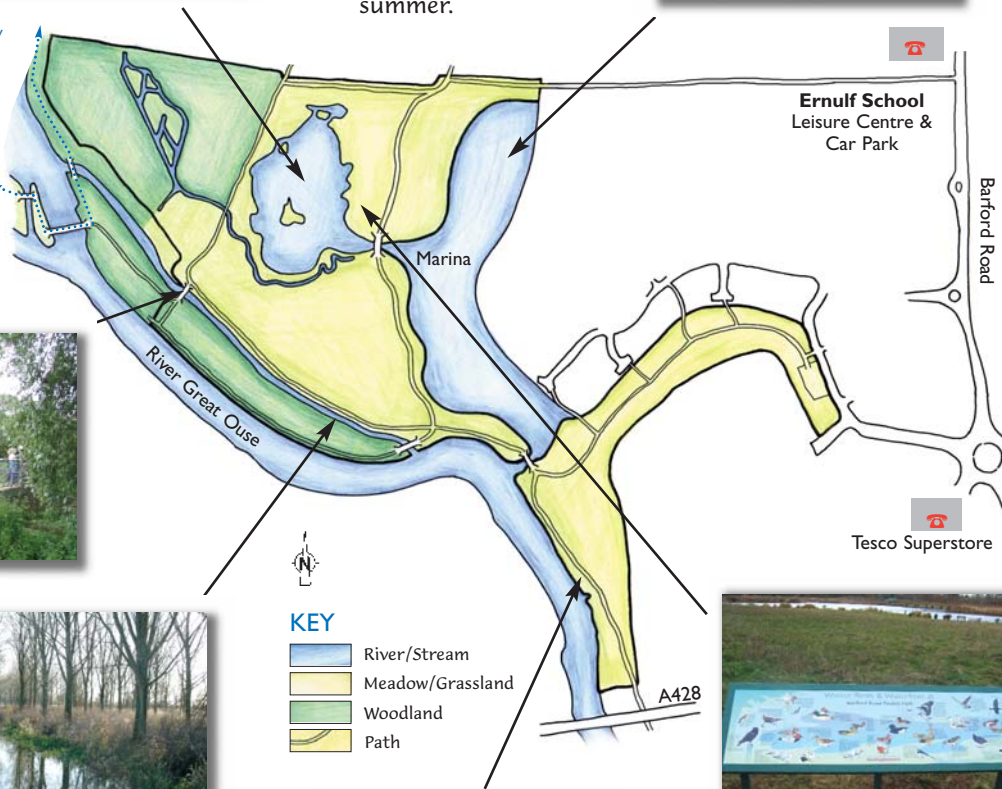 summer.
Ernulf School
Leisure Centre &
Car Park
Barford Road
Marina
River Great Ouse
Tesco Superstore
N
KEY
River/Stream
Meadow/Grassland
Woodland
Path
A428